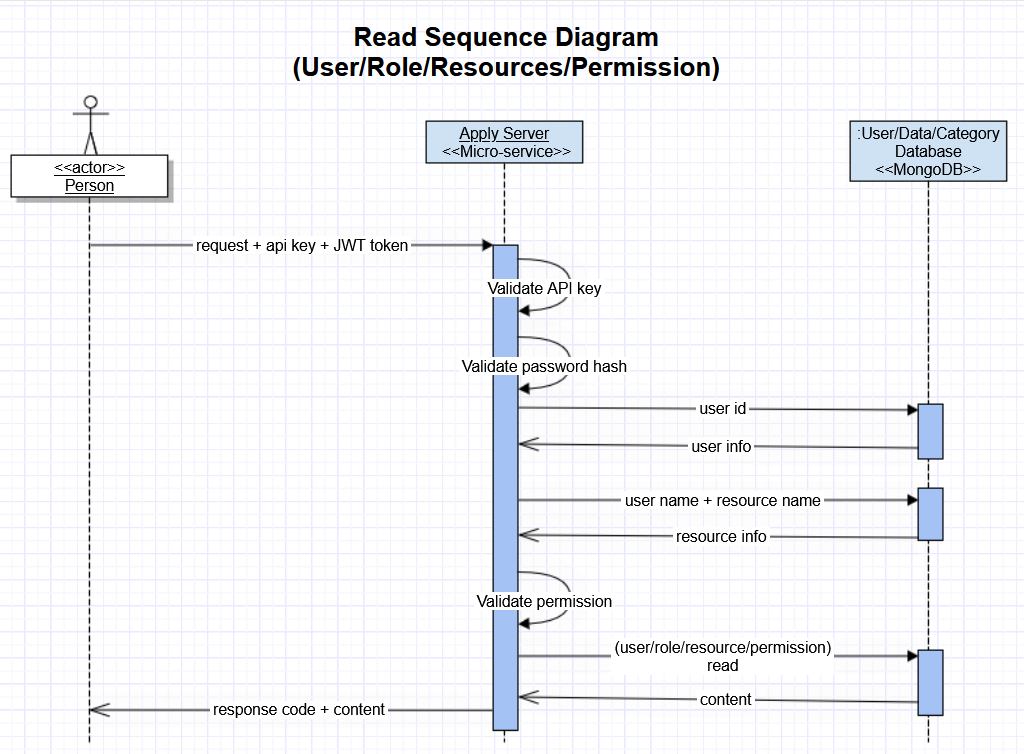 Read Sequence Diagram
(User/Role/Resources/Permission)
<<actor>>
Person
Apply Server
<<Micro-service>>
:User/Data/Category
Database
<<MongoDB>>
request + api key + JWT token
Validate API key
Validate password hash
user id
user info
user name + resource name
resource info
Validate permission
(user/role/resource/permission)
read
content
response code + content